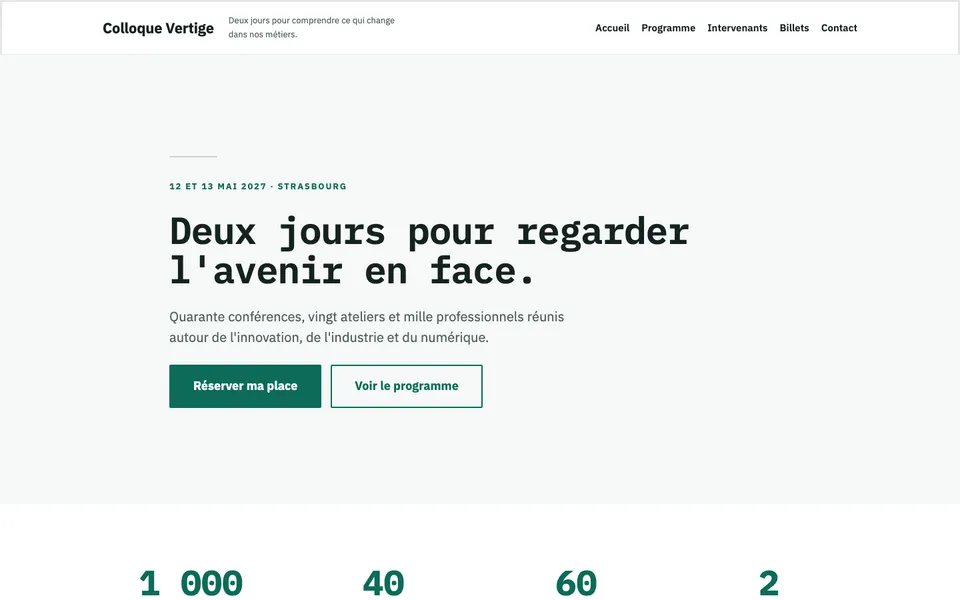 Colloque Vertige
Deux jours pour comprendre ce qui change
dans nos métiers.
Accueil Programme Intervenants Billets Contact
12 ET 13 MAI 2027 · STRASBOURG
Deux jours pour regarder
l'avenir en face.
Quarante conférences, vingt ateliers et mille professionnels réunis
autour de l'innovation, de l'industrie et du numérique.
Réserver ma place Voir le programme
1 000 40 60 2